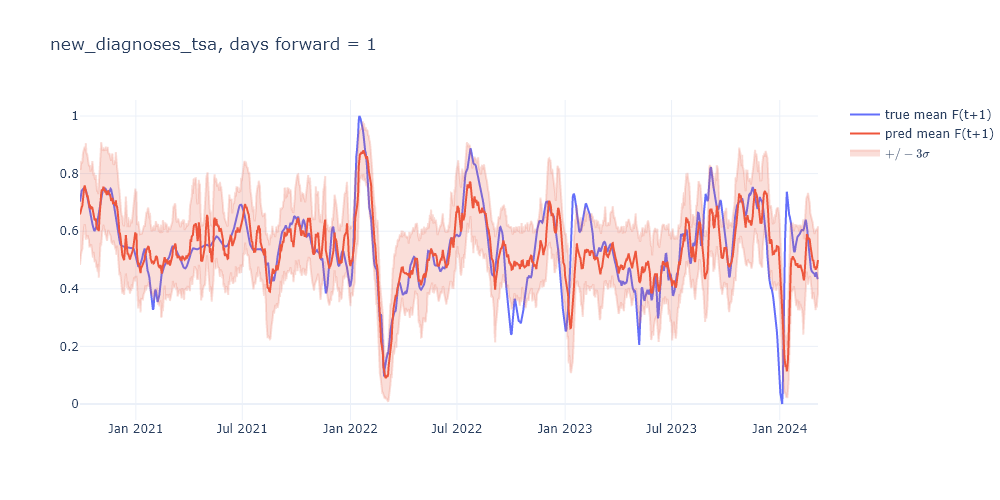 new_diagnoses_tsa, days forward = 1
true mean F(t+1)
pred mean F(t+1)
+/− 3σ
1
0.8
0.6
0.4
0.2
0
Jan 2021
Jul 2021
Jan 2022
Jul 2022
Jan 2023
Jul 2023
Jan 2024